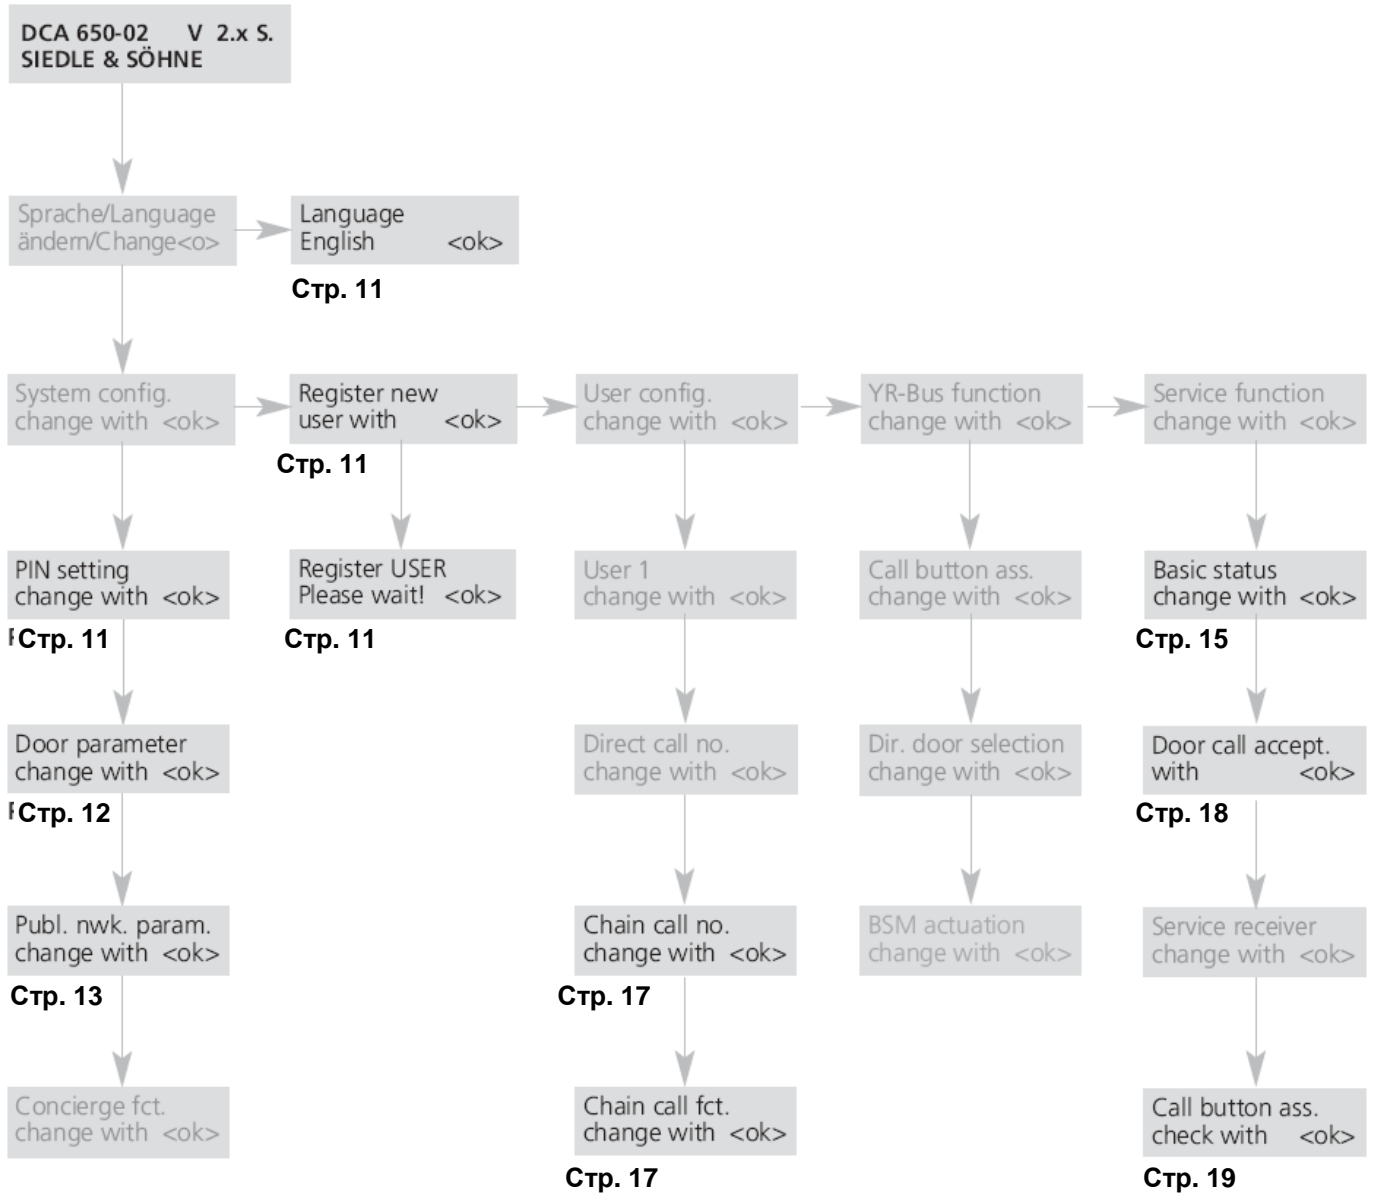 DCA 650-02 V 2.x S.
SIEDLE & SÖHNE
Sprache/Language
ändern/Change<o>
Language
English <ok>
Стр. 11
System config.
change with <ok>
Register new
user with <ok>
Стр. 11
User config.
change with <ok>
YR-Bus function
change with <ok>
Service function
change with <ok>
PIN setting
change with <ok>
Стр. 11
Register USER
Please wait! <ok>
Стр. 11
User 1
change with <ok>
Call button ass.
change with <ok>
Basic status
change with <ok>
Стр. 15
Door parameter
change with <ok>
Стр. 12
Direct call no.
change with <ok>
Dir. door selection
change with <ok>
Door call accept.
with <ok>
Стр. 18
Publ. nwk. param.
change with <ok>
Стр. 13
Chain call no.
change with <ok>
Стр. 17
BSM actuation
change with <ok>
Service receiver
change with <ok>
Concierge fct.
change with <ok>
Chain call fct.
change with <ok>
Стр. 17
Call button ass.
check with <ok>
Стр. 19